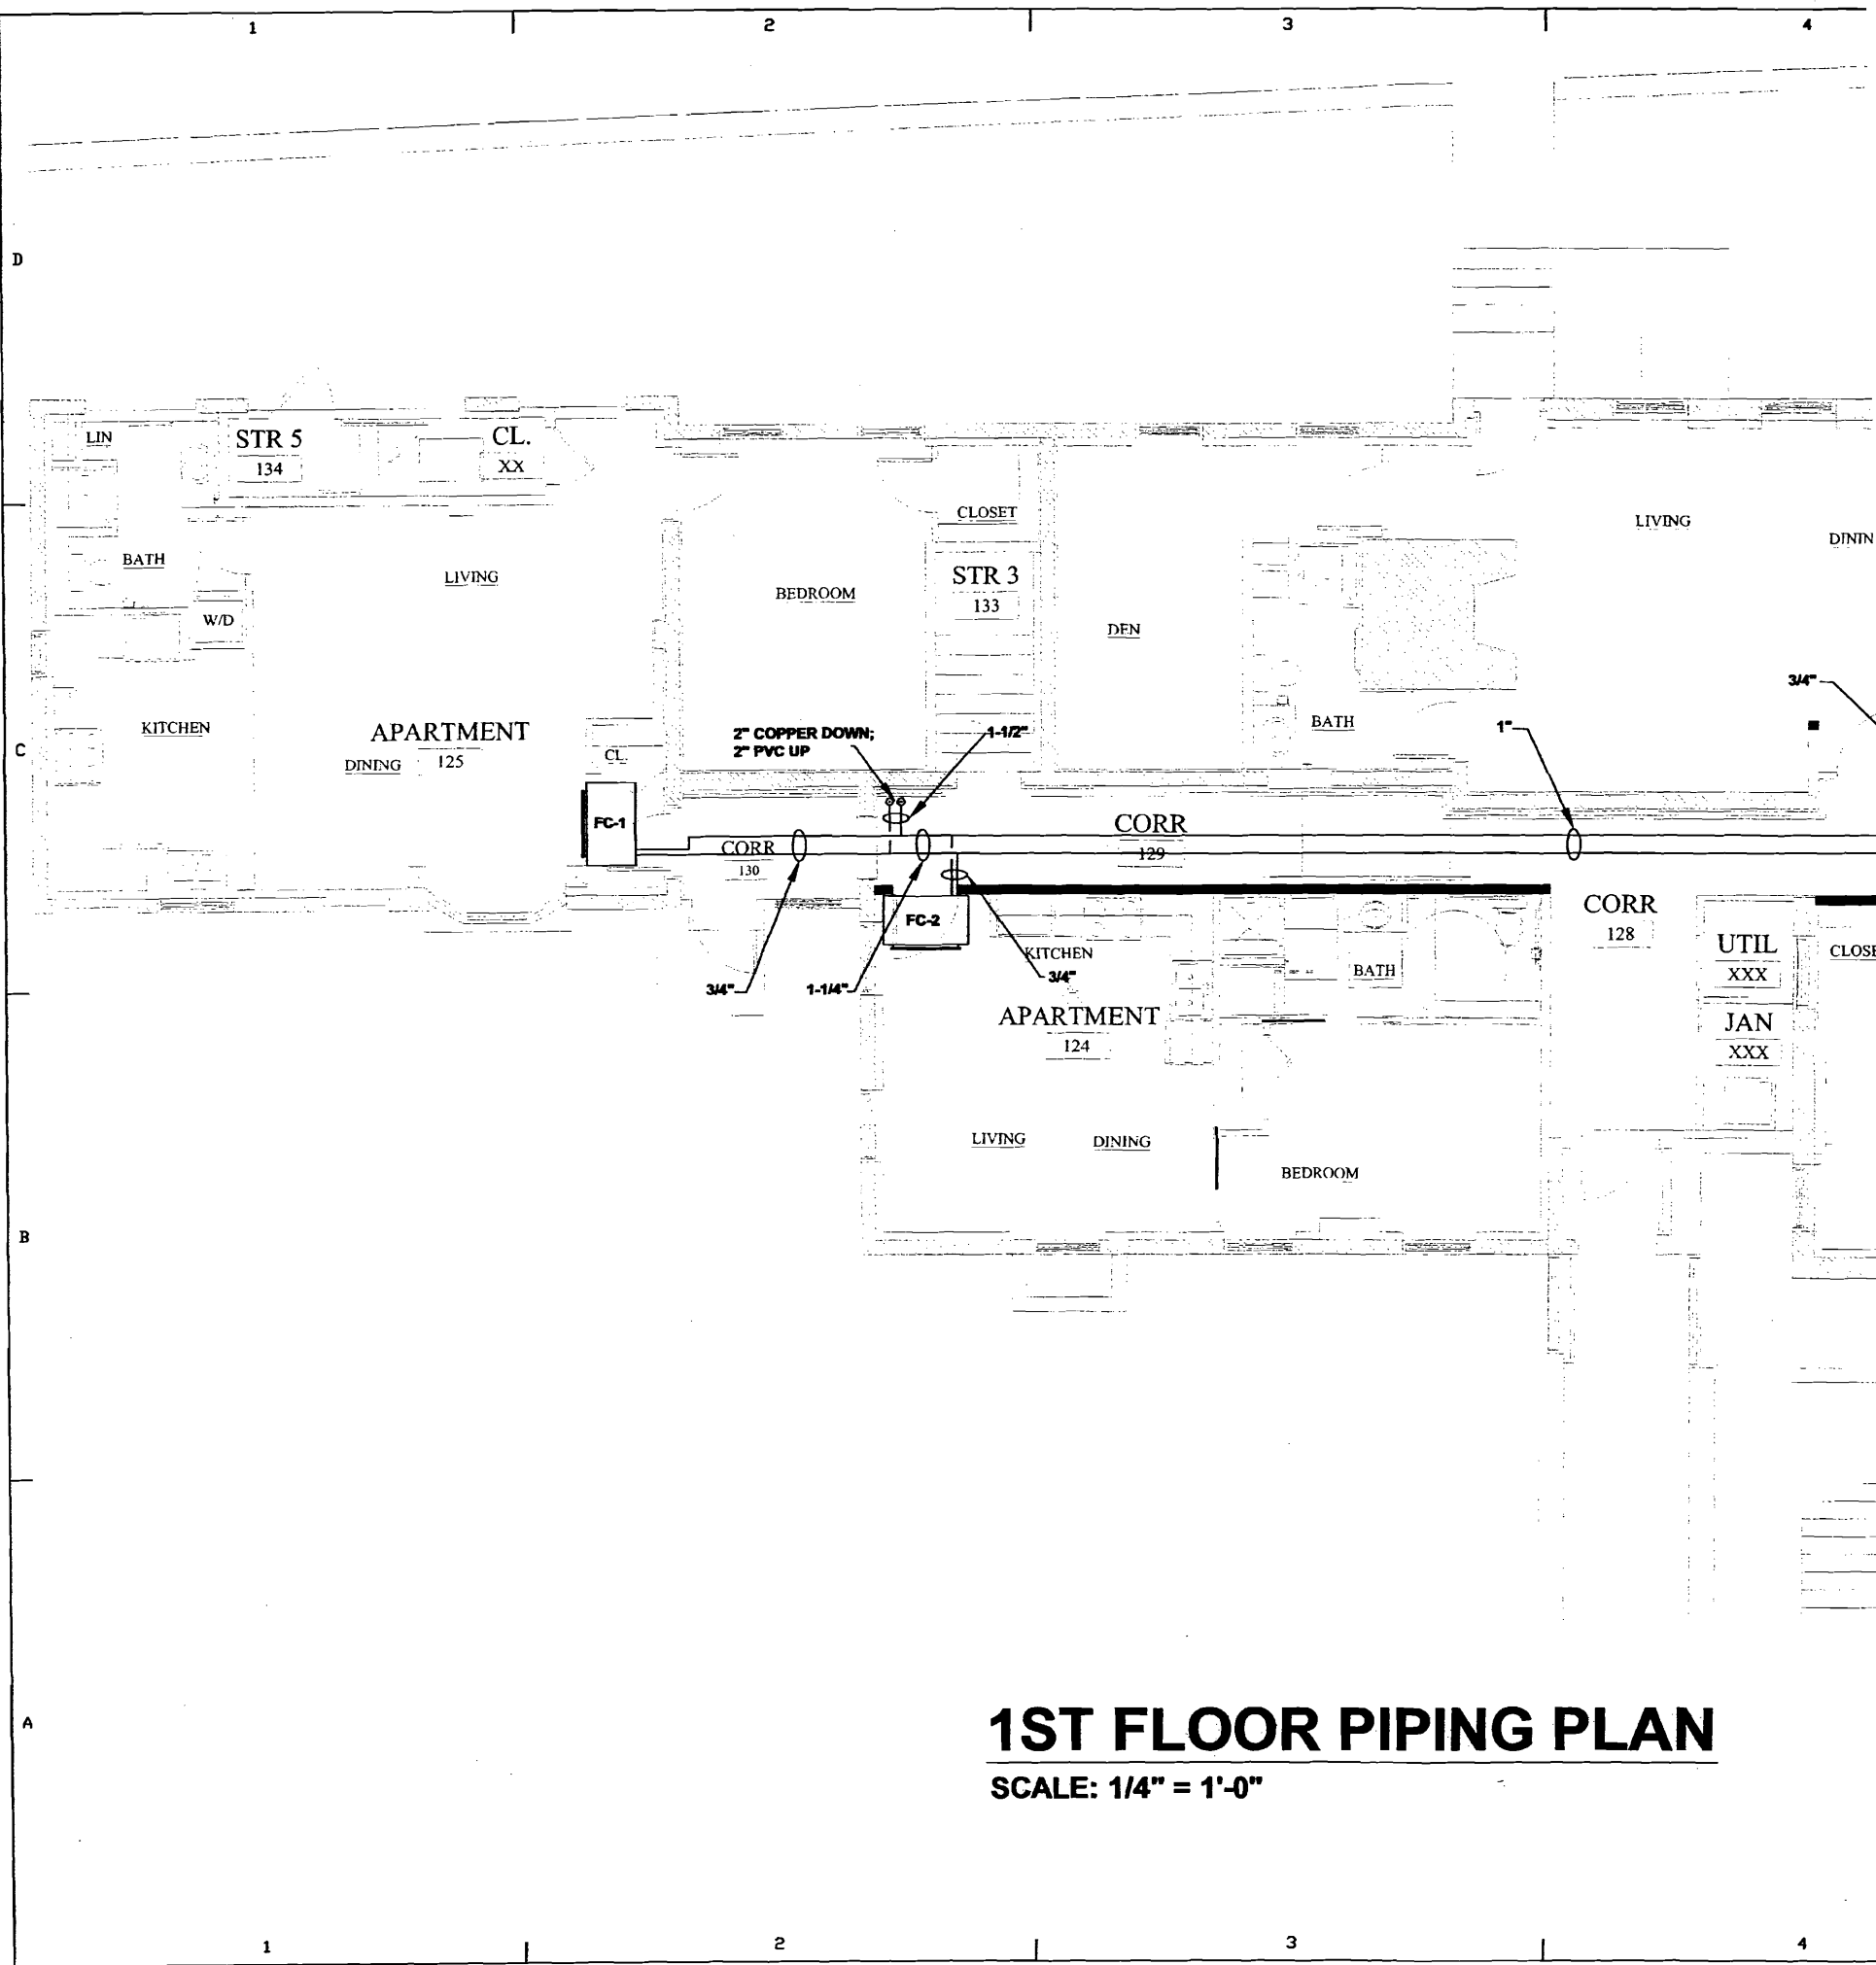 1 2 3 4
D
LIN
STR 5
134
CL.
XX
CLOSET
LIVING
DININ
BATH
LIVING
STR 3
133
BEDROOM
W/D
DEN
3/4"
KITCHEN
APARTMENT
125
DINING
CL.
2" COPPER DOWN;
2" PVC UP
1-1/2"
BATH
1"
C
FC-1
CORR
130
CORR
129
FC-2
CORR
128
UTIL
XXX
CLOSE
KITCHEN
BATH
3/4"
1-1/4"
3/4"
APARTMENT
124
JAN
XXX
LIVING
DINING
BEDROOM
B
A
1ST FLOOR PIPING PLAN
SCALE: 1/4" = 1'-0"
1 2 3 4